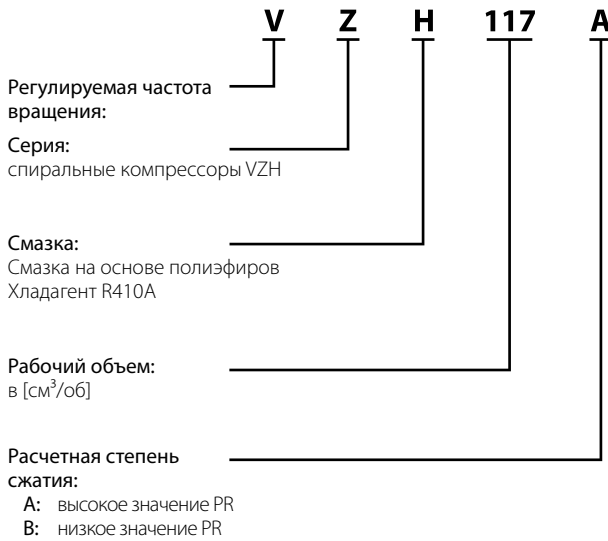 V Z H 117 A
Регулируемая частота
вращения:
Серия:
спиральные компрессоры VZH
Смазка:
Смазка на основе полиэфиров
Хладагент R410A
Рабочий объем:
в [см³/об]
Расчетная степень
сжатия:
A: высокое значение PR
B: низкое значение PR